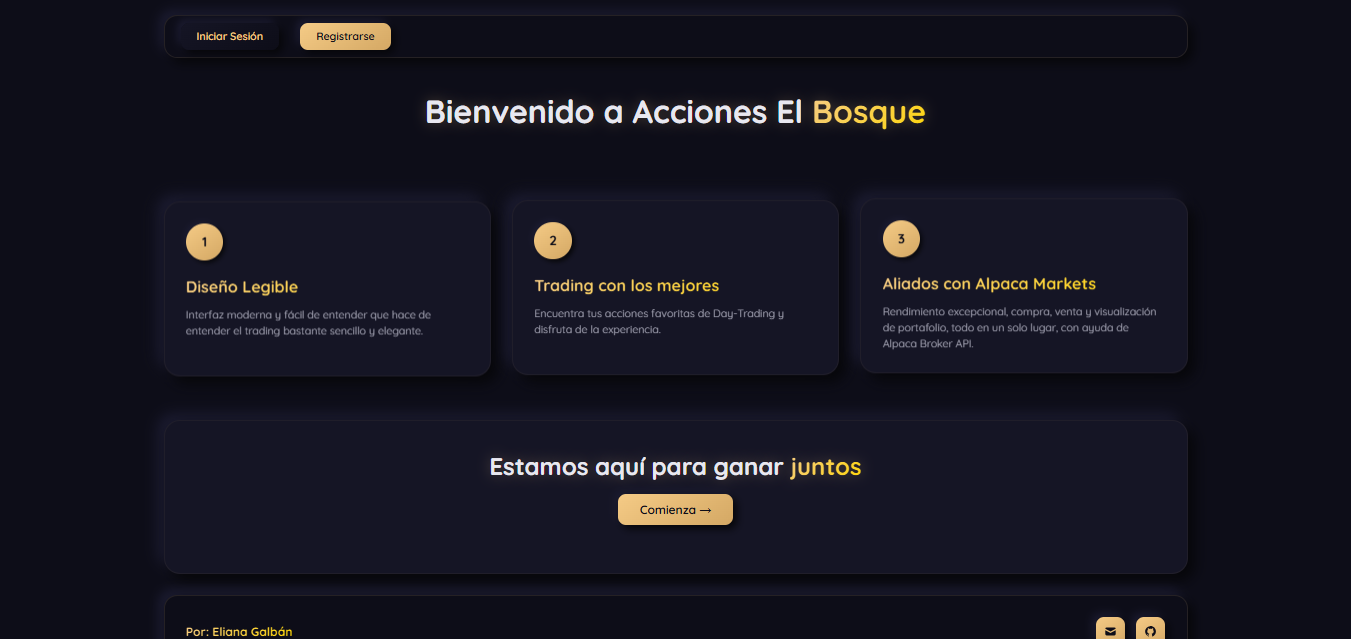 Iniciar Sesión
Registrarse
Bienvenido a Acciones El Bosque
1
Diseño Legible
Interfaz moderna y fácil de entender que hace de
entender el trading bastante sencillo y elegante.
2
Trading con los mejores
Encuentra tus acciones favoritas de Day-Trading y
disfruta de la experiencia.
3
Aliados con Alpaca Markets
Rendimiento excepcional, compra, venta y visualización
de portafolio, todo en un solo lugar, con ayuda de
Alpaca Broker API.
Estamos aquí para ganar juntos
Comienza →
Por: Eliana Galbán